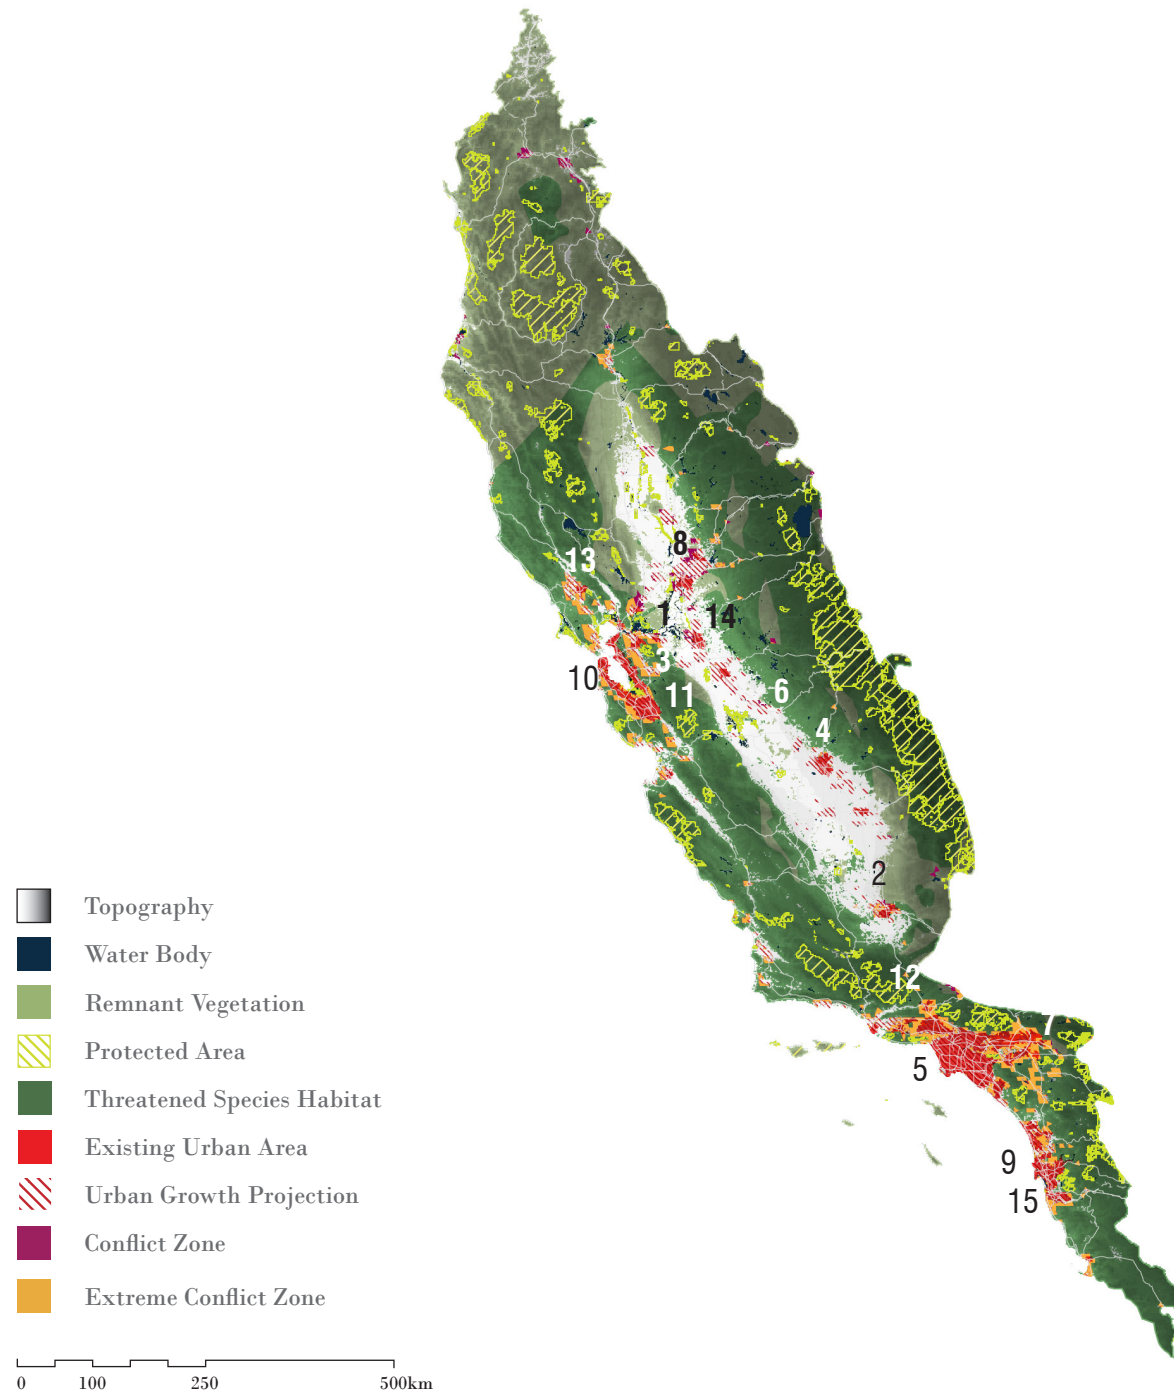 8
13
1
14
3
10
11
6
4
2
12
7
5
9
15
Topography
Water Body
Remnant Vegetation
Protected Area
Threatened Species Habitat
Existing Urban Area
Urban Growth Projection
Conflict Zone
Extreme Conflict Zone
0 100 250 500km